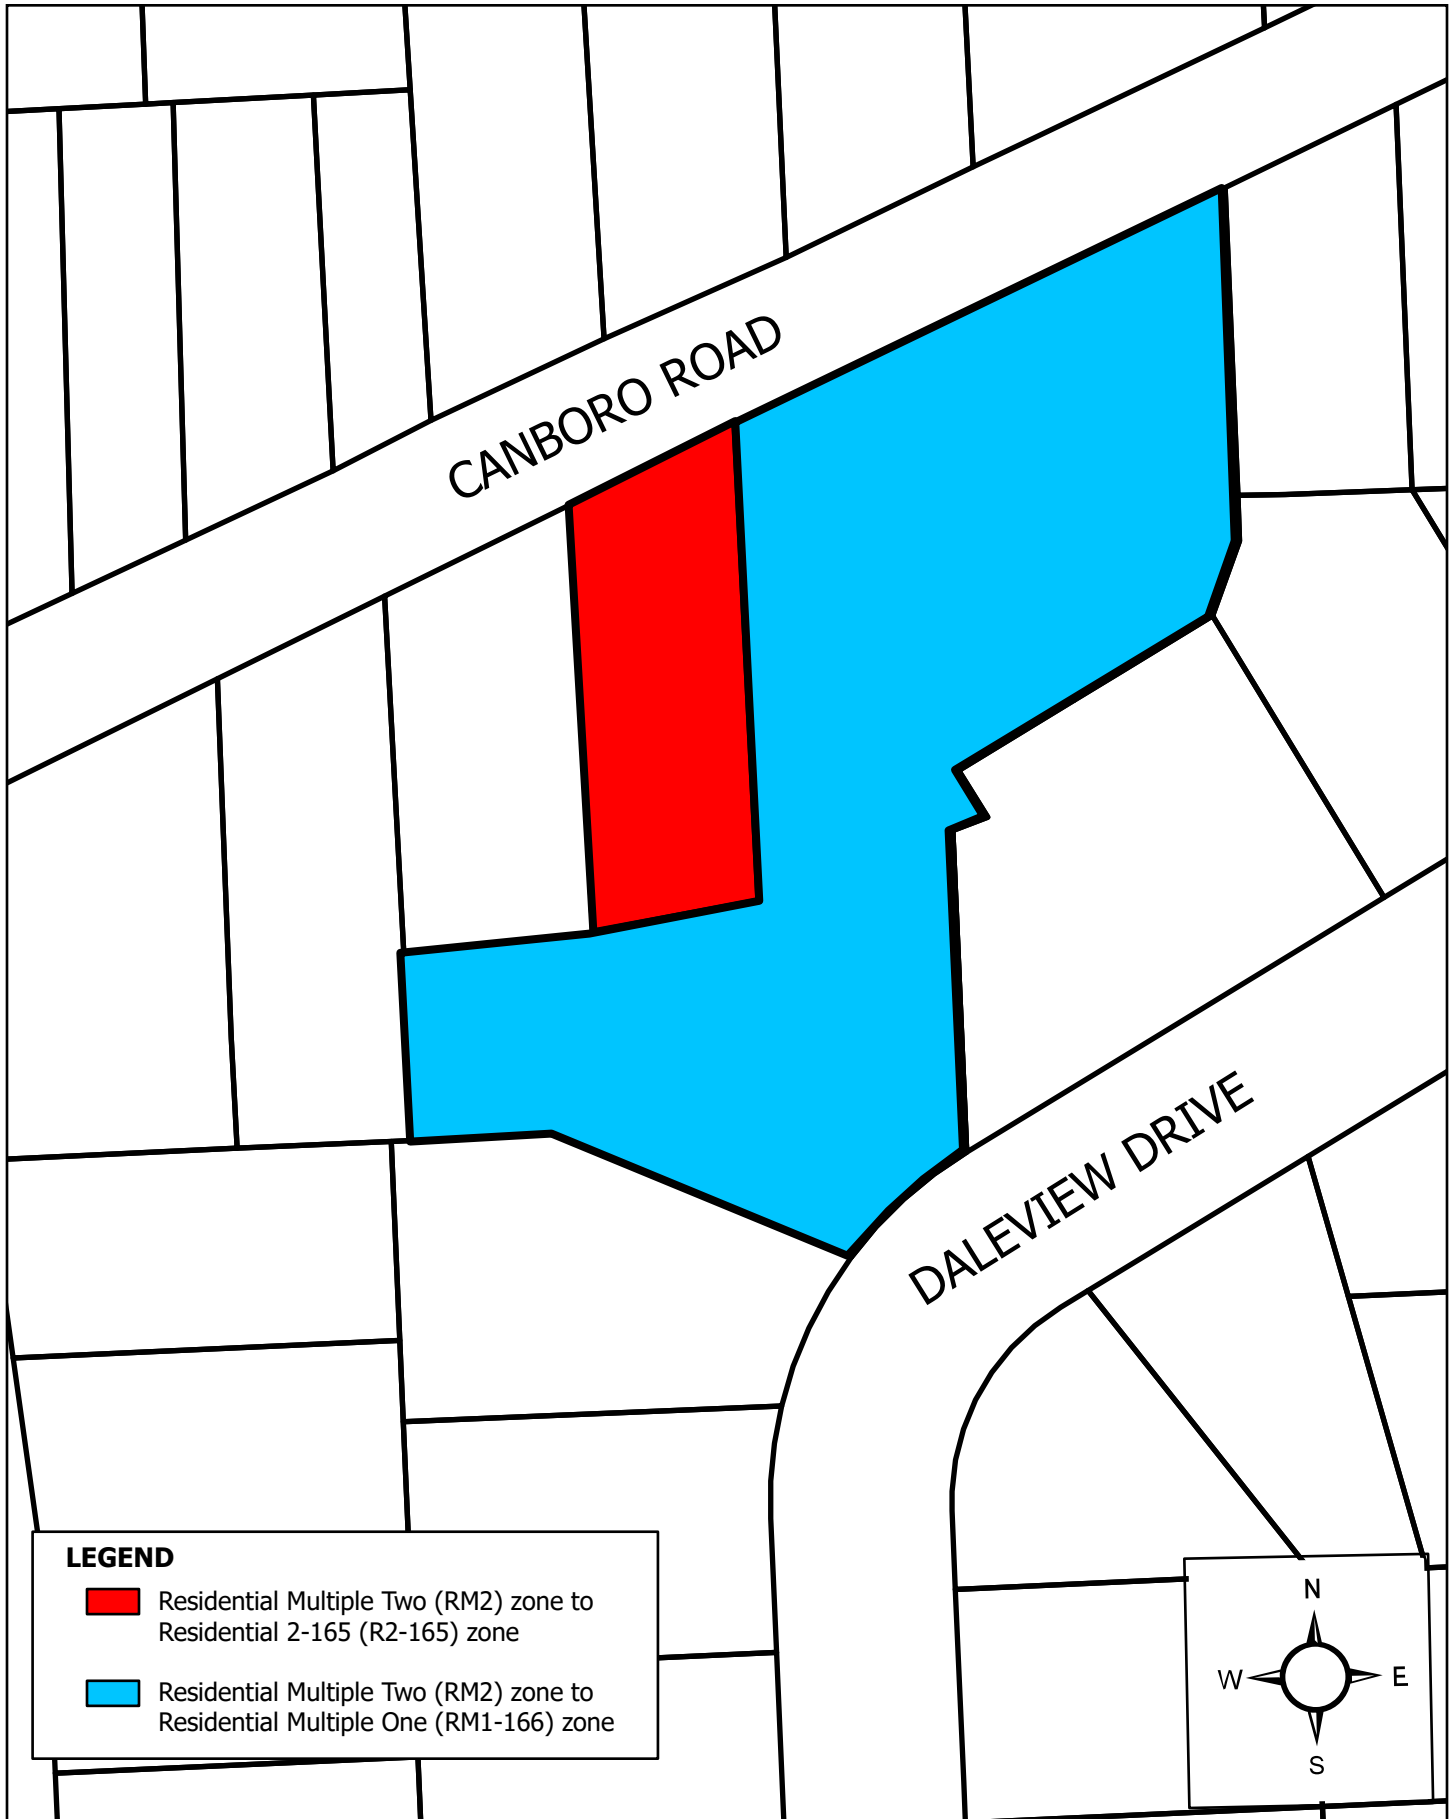 CANBORO ROAD
DALEVIEW DRIVE
LEGEND
Residential Multiple Two (RM2) zone to
Residential 2-165 (R2-165) zone
Residential Multiple Two (RM2) zone to
Residential Multiple One (RM1-166) zone
N
W E
S